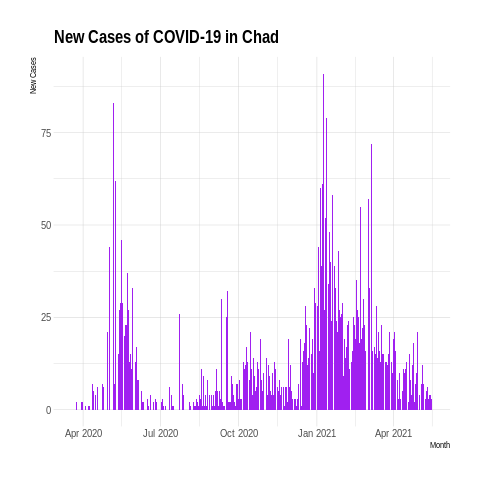 New Cases of COVID-19 in Chad
New Cases
75
50
25
0
Apr 2020
Jul 2020
Oct 2020
Jan 2021
Apr 2021
Month